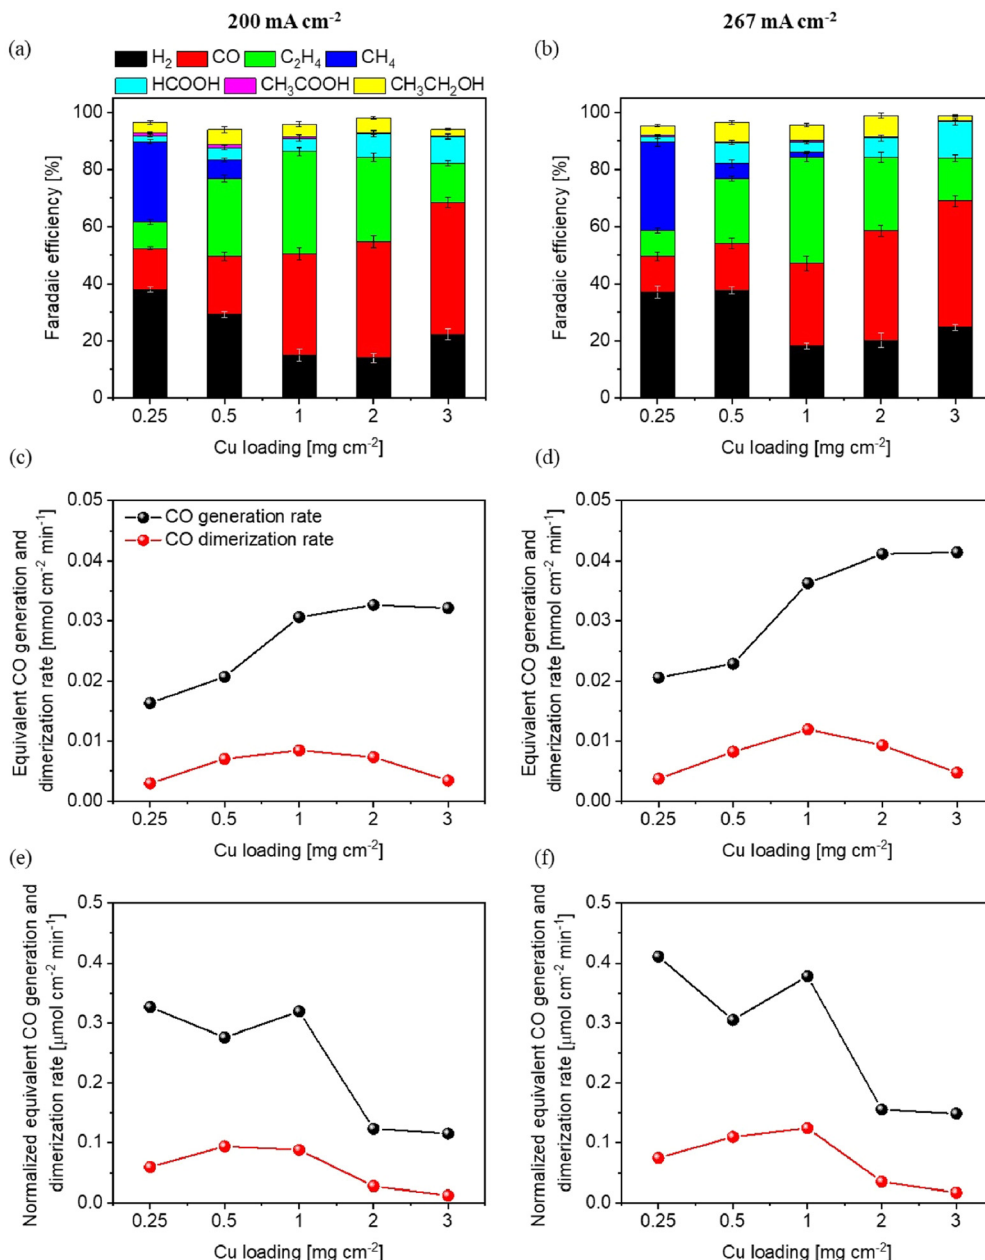 200 mA cm-2
267 mA cm-2
(a)
H2 CO C2H4 CH4
HCOOH CH3COOH CH3CH2OH
Faradaic efficiency [%]
100
80
60
40
20
0
0.25 0.5 1 2 3
Cu loading [mg cm-2]
(b)
Faradaic efficiency [%]
100
80
60
40
20
0
0.25 0.5 1 2 3
Cu loading [mg cm-2]
(c)
Equivalent CO generation and
dimerization rate [mmol cm-2 min-1]
0.05
0.04
0.03
0.02
0.01
0.00
CO generation rate
CO dimerization rate
0.25 0.5 1 2 3
Cu loading [mg cm-2]
(d)
Equivalent CO generation and
dimerization rate [mmol cm-2 min-1]
0.05
0.04
0.03
0.02
0.01
0.00
0.25 0.5 1 2 3
Cu loading [mg cm-2]
(e)
Normalized equivalent CO generation and
dimerization rate [μmol cm-2 min-1]
0.5
0.4
0.3
0.2
0.1
0.0
0.25 0.5 1 2 3
Cu loading [mg cm-2]
(f)
Normalized equivalent CO generation and
dimerization rate [μmol cm-2 min-1]
0.5
0.4
0.3
0.2
0.1
0.0
0.25 0.5 1 2 3
Cu loading [mg cm-2]